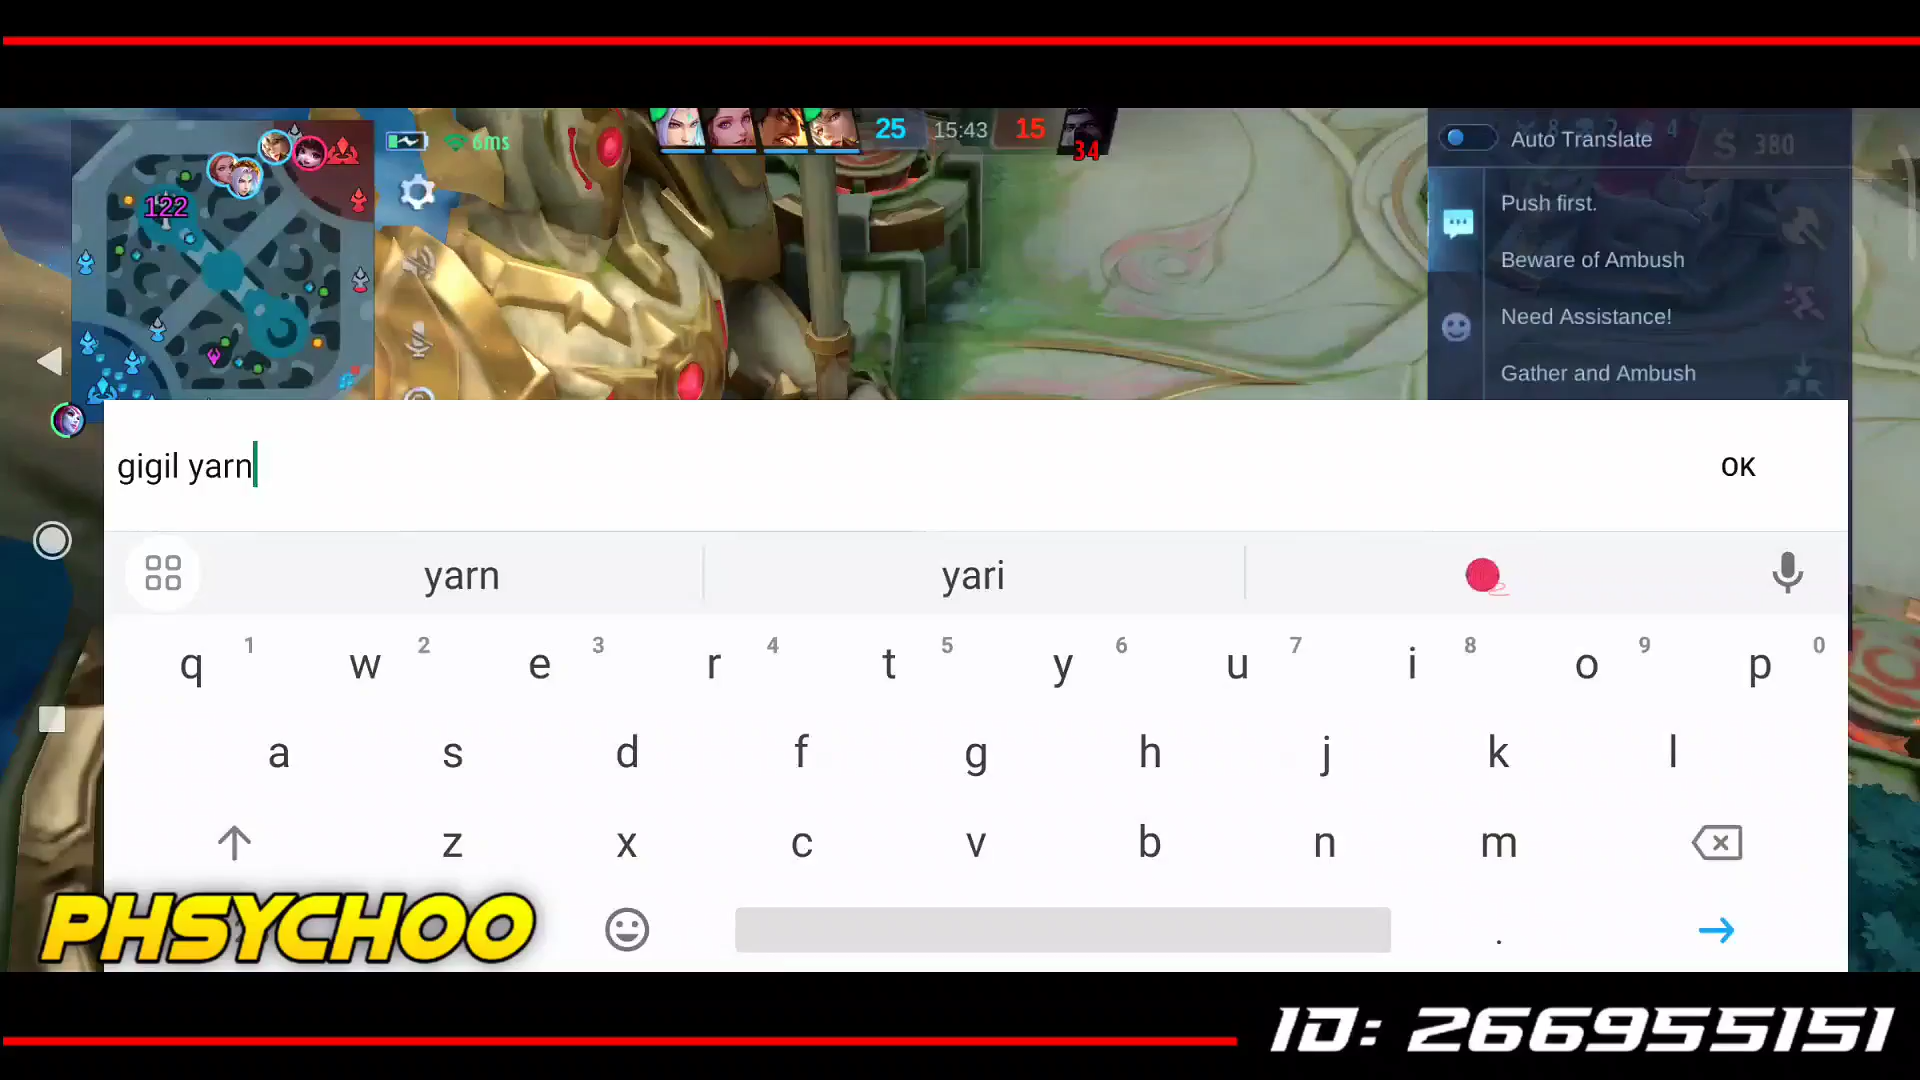 6ms
25 15:43 15
34
122
Auto Translate
$ 380
Push first.
Beware of Ambush
Need Assistance!
Gather and Ambush
gigil yarn
OK
yarn yari
q 1 w 2 e 3 r 4 t 5 y 6 u 7 i 8 o 9 p 0
a s d f g h j k l
z x c v b n m
.
PHSYCHOO
ID: 266955151